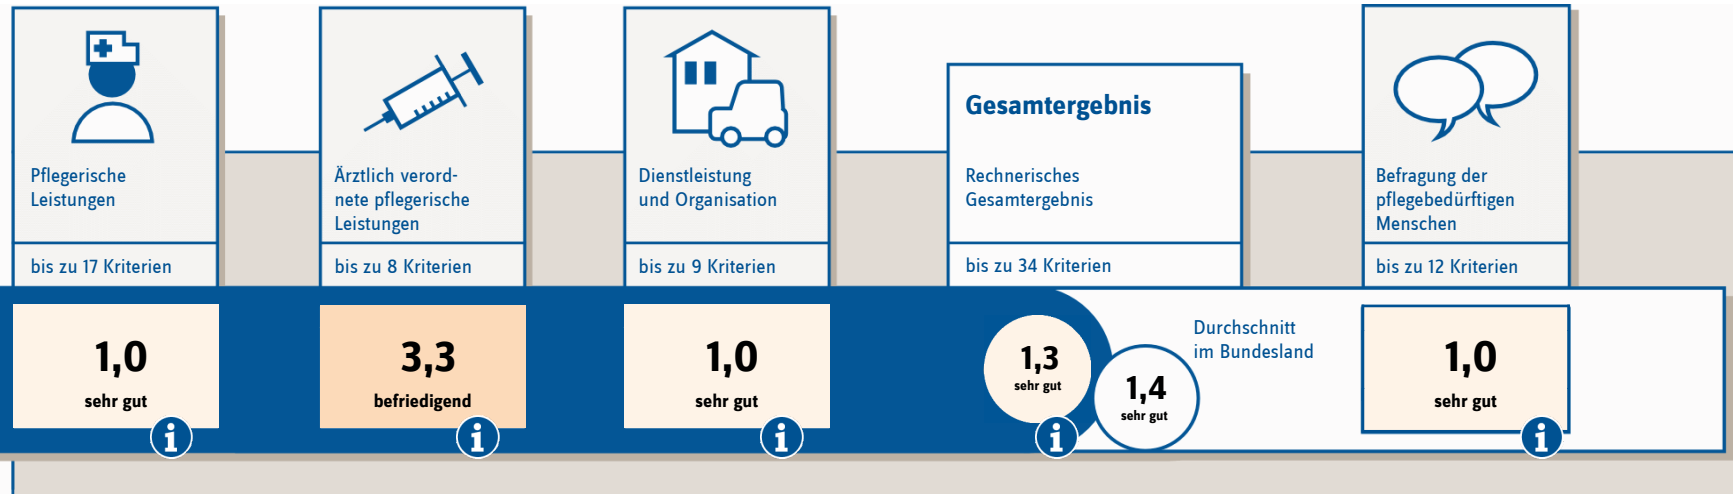 Pflegerische
Leistungen
bis zu 17 Kriterien
1,0
sehr gut
i
Ärztlich verord-
nete pflegerische
Leistungen
bis zu 8 Kriterien
3,3
befriedigend
i
Dienstleistung
und Organisation
bis zu 9 Kriterien
1,0
sehr gut
i
Gesamtergebnis
Rechnerisches
Gesamtergebnis
bis zu 34 Kriterien
1,3
sehr gut
i
1,4
sehr gut
Durchschnitt
im Bundesland
Befragung der
pflegebedürftigen
Menschen
bis zu 12 Kriterien
1,0
sehr gut
i